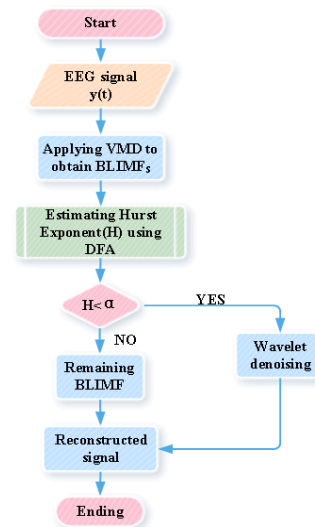 Start
EEG signal
y(t)
Applying VMD to
obtain BLIMFs
Estimating Hurst
Exponent(H) using
DFA
H< α
YES
NO
Remaining
BLIMF
Wavelet
denoising
Reconstructed
signal
Ending